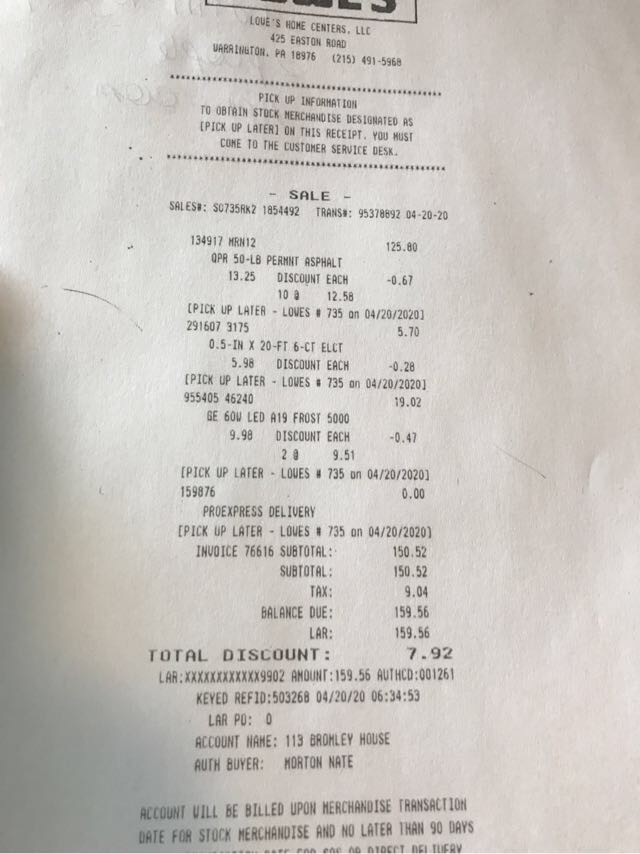 LOWE'S HOME CENTERS, LLC
425 EASTON ROAD
WARRINGTON, PA 18976 (215) 491-5968
PICK UP INFORMATION
TO OBTAIN STOCK MERCHANDISE DESIGNATED AS
[PICK UP LATER] ON THIS RECEIPT. YOU MUST
COME TO THE CUSTOMER SERVICE DESK.
- SALE -
SALES#: SO735RK2 1854492 TRANS#: 95378892 04-20-20
134917 MRN12 125.80
QPR 50-LB PERMNT ASPHALT
13.25 DISCOUNT EACH -0.67
10 @ 12.58
[PICK UP LATER - LOWES # 735 on 04/20/2020]
291607 3175 5.70
0.5-IN X 20-FT 6-CT ELCT
5.98 DISCOUNT EACH -0.28
[PICK UP LATER - LOWES # 735 on 04/20/2020]
955405 46240 19.02
GE 60W LED A19 FROST 5000
9.98 DISCOUNT EACH -0.47
2 @ 9.51
[PICK UP LATER - LOWES # 735 on 04/20/2020]
159876 0.00
PROEXPRESS DELIVERY
[PICK UP LATER - LOWES # 735 on 04/20/2020]
INVOICE 76616 SUBTOTAL: 150.52
SUBTOTAL: 150.52
TAX: 9.04
BALANCE DUE: 159.56
LAR: 159.56
TOTAL DISCOUNT: 7.92
LAR:XXXXXXXXXXXX9902 AMOUNT:159.56 AUTHCD:001261
KEYED REFID:503268 04/20/20 06:34:53
LAR PO: 0
ACCOUNT NAME: 113 BROMLEY HOUSE
AUTH BUYER: MORTON NATE
ACCOUNT WILL BE BILLED UPON MERCHANDISE TRANSACTION
DATE FOR STOCK MERCHANDISE AND NO LATER THAN 90 DAYS